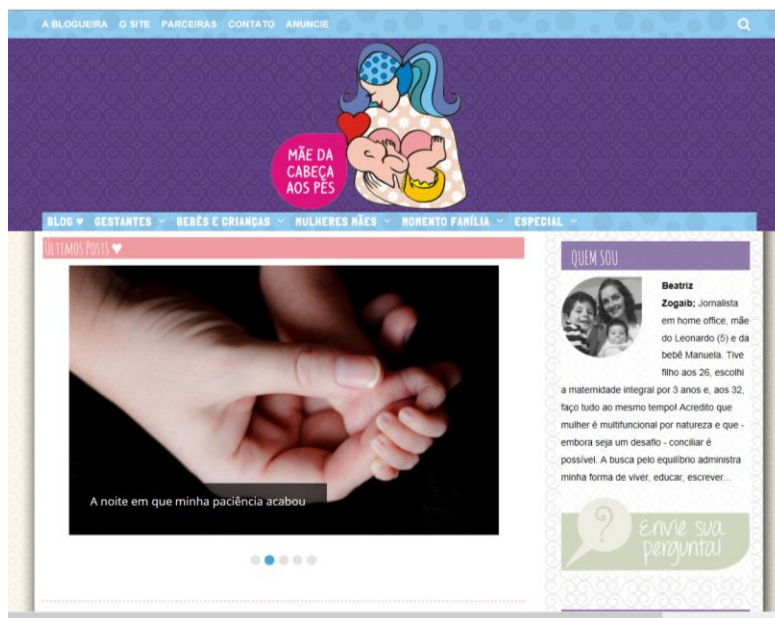 A BLOGUEIRA O SITE PARCEIRAS CONTATO ANUNCIE
MÃE DA
CABEÇA
AOS PÉS
BLOG ♥ GESTANTES BEBÊS E CRIANÇAS MULHERES MÃES MOMENTO FAMÍLIA ESPECIAL
ÚLTIMOS POSTS ♥
A noite em que minha paciência acabou
QUEM SOU
Beatriz
Zogaib; Jornalista
em home office, mãe
do Leonardo (5) e da
bebê Manuela. Tive
filho aos 26, escolhi
a maternidade integral por 3 anos e, aos 32,
faço tudo ao mesmo tempo! Acredito que
mulher é multifuncional por natureza e que -
embora seja um desafio - conciliar é
possível. A busca pelo equilíbrio administra
minha forma de viver, educar, escrever...
?
Envie sua
pergunta!